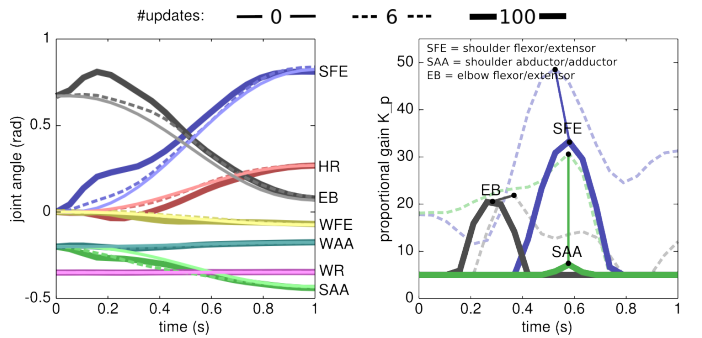 #updates: 0 6 100
1
0.5
0
-0.5
joint angle (rad)
0 0.2 0.4 0.6 0.8 1
time (s)
SFE
HR
EB
WFE
WAA
WR
SAA
SFE = shoulder flexor/extensor
SAA = shoulder abductor/adductor
EB = elbow flexor/extensor
50
40
30
20
10
0
proportional gain K_p
SFE
EB
SAA
0 0.2 0.4 0.6 0.8 1
time (s)